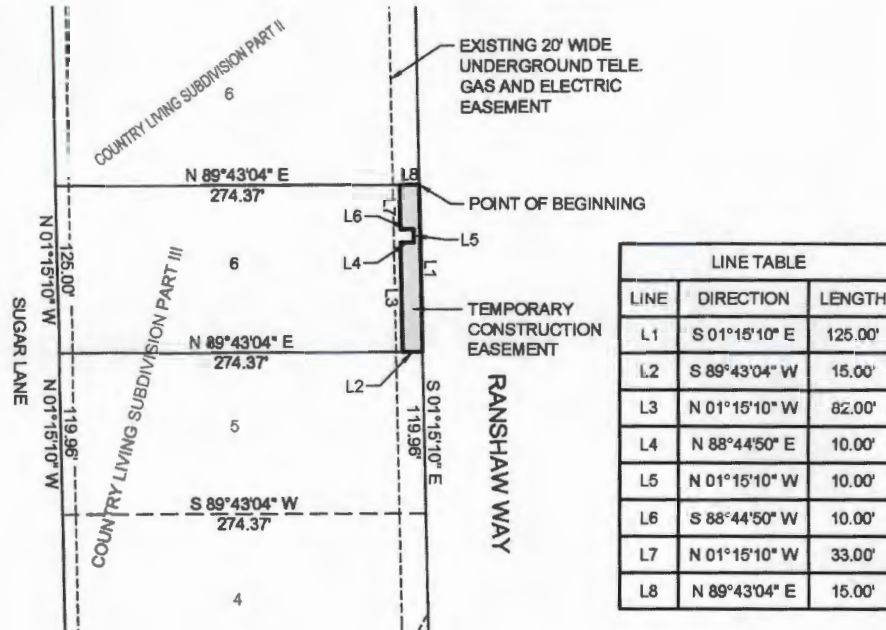 COUNTRY LIVING SUBDIVISION PART II
6
EXISTING 20' WIDE
UNDERGROUND TELE.
GAS AND ELECTRIC
EASEMENT
N 89°43'04" E
274.37'
L8
POINT OF BEGINNING
L7
L6
L5
L4
L1
L3
6
N 01°15'10" W
125.00'
COUNTRY LIVING SUBDIVISION PART III
TEMPORARY
CONSTRUCTION
EASEMENT
SUGAR LANE
N 89°43'04" E
274.37'
L2
N 01°15'10" W
119.96'
S 01°15'10" E
119.96'
RANSHAW WAY
5
S 89°43'04" W
274.37'
4
LINE TABLE
LINE DIRECTION LENGTH
L1 S 01°15'10" E 125.00'
L2 S 89°43'04" W 15.00'
L3 N 01°15'10" W 82.00'
L4 N 88°44'50" E 10.00'
L5 N 01°15'10" W 10.00'
L6 S 88°44'50" W 10.00'
L7 N 01°15'10" W 33.00'
L8 N 89°43'04" E 15.00'